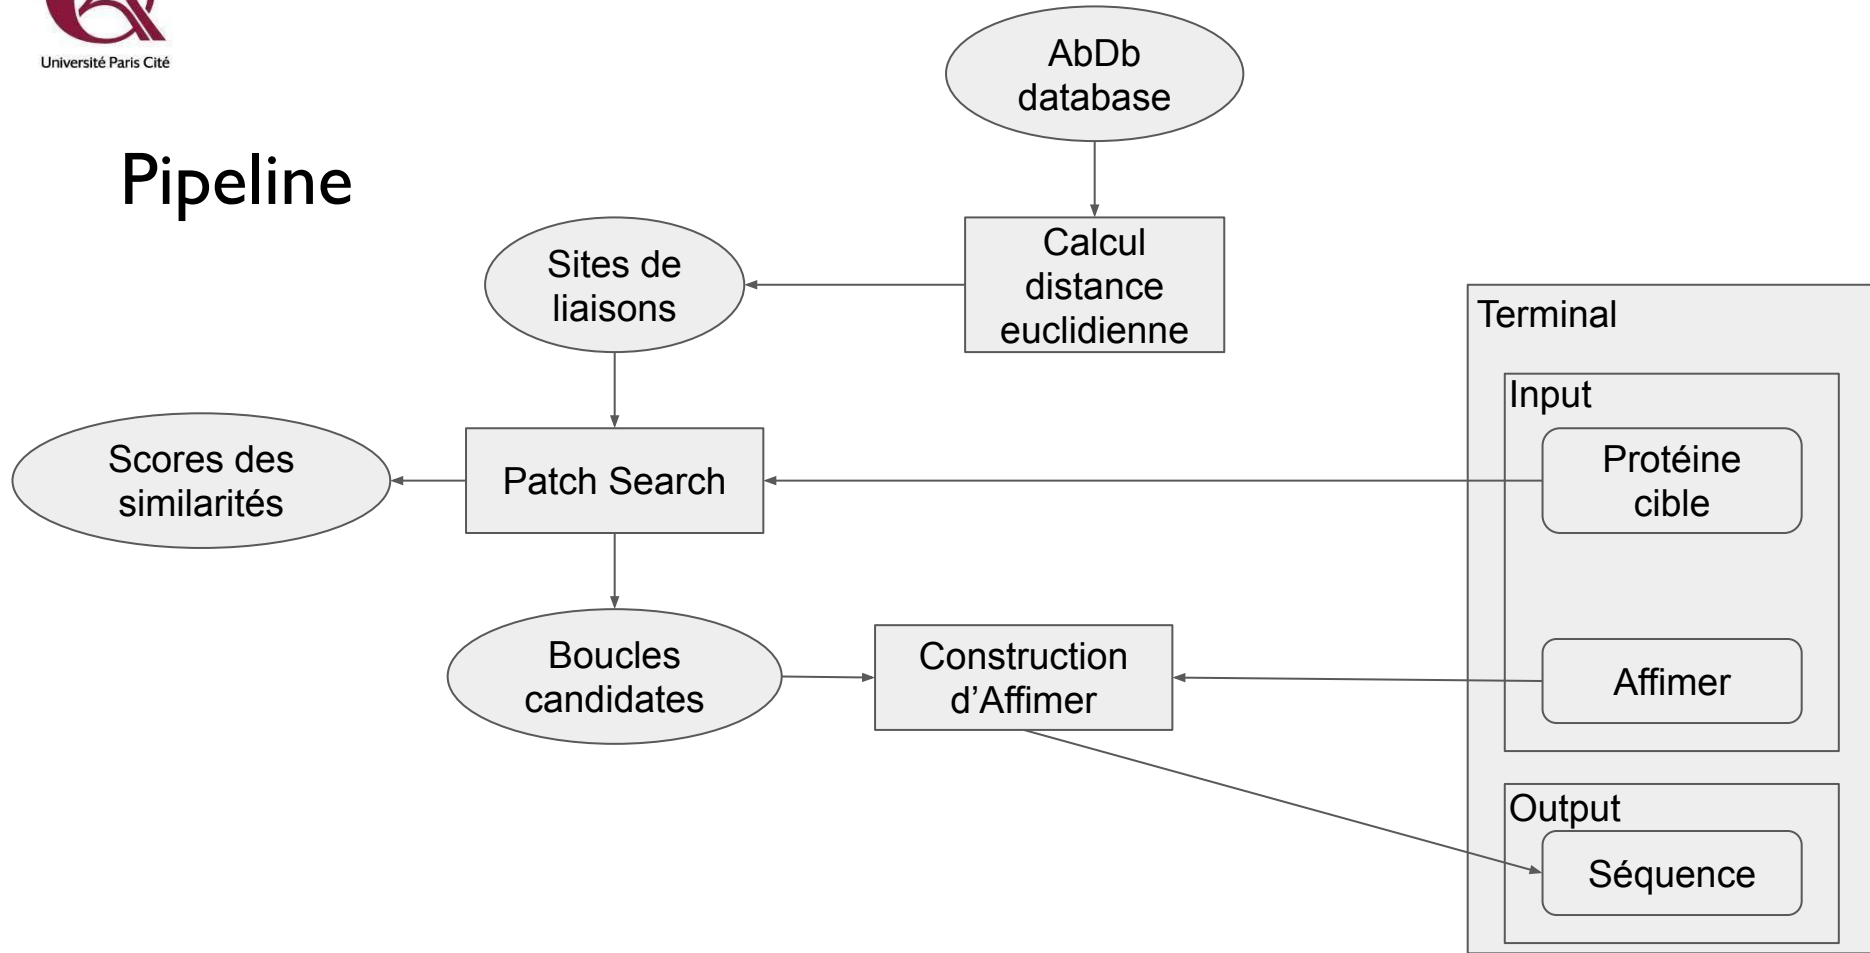 Université Paris Cité
Pipeline
AbDb
database
Calcul
distance
euclidienne
Sites de
liaisons
Scores des
similarités
Patch Search
Boucles
candidates
Construction
d'Affimer
Terminal
Input
Protéine
cible
Affimer
Output
Séquence